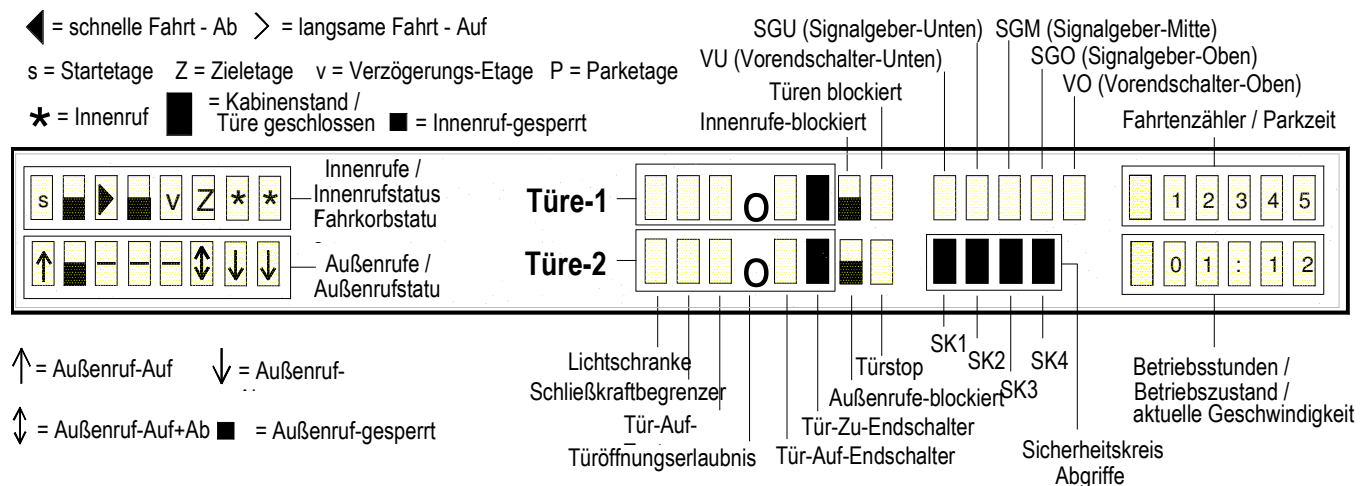 = schnelle Fahrt - Ab > = langsame Fahrt - Auf
s = Startetage Z = Zieletage v = Verzögerungs-Etage P = Parketage
* = Innenruf = Kabinenstand /
Türe geschlossen ■ = Innenruf-gesperrt
SGU (Signalgeber-Unten) SGM (Signalgeber-Mitte)
VU (Vorendschalter-Unten) SGO (Signalgeber-Oben)
Türen blockiert VO (Vorendschalter-Oben)
Innenrufe-blockiert Fahrtenzähler / Parkzeit
s v Z * *
Innenrufe /
Innenrufstatus
Fahrkorbstatu
Türe-1 O 1 2 3 4 5
↑ – – – ↕ ↓ ↓
Außenrufe /
Außenrufstatu
Türe-2 O 0 1 : 1 2
↑ = Außenruf-Auf ↓ = Außenruf-
↕ = Außenruf-Auf+Ab ■ = Außenruf-gesperrt
Lichtschranke
Schließkraftbegrenzer
Tür-Auf-
Türöffnungserlaubnis
Türstop
Außenrufe-blockiert
Tür-Zu-Endschalter
Tür-Auf-Endschalter
SK1
SK2
SK3
SK4
Sicherheitskreis
Abgriffe
Betriebsstunden /
Betriebszustand /
aktuelle Geschwindigkeit